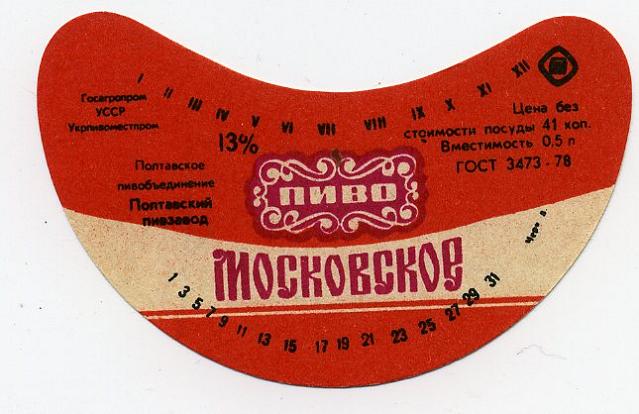 I II III IV V VI VII VIII IX X XI XII
Госагропром
УССР
Укрпивоместпром
13%
Цена без
стоимости посуды 41 коп.
Вместимость 0,5 л
ГОСТ 3473-78
Полтавское
пивобъединение
Полтавский
пивзавод
ПИВО
МОСКОВСКОЕ
1 3 5 7 9 11 13 15 17 19 21 23 25 27 29 31